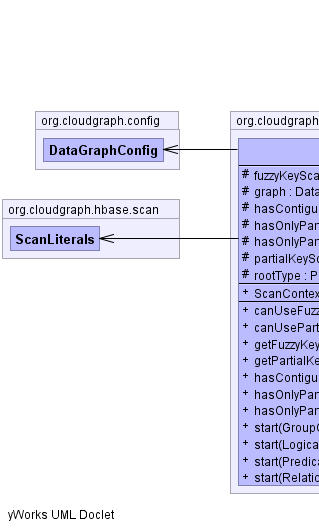 org.cloudgraph.config
org.cloudgraph
DataGraphConfig
# fuzzyKeySca
# graph : Data
org.cloudgraph.hbase.scan
# hasContigu
# hasOnlyPar
ScanLiterals
# hasOnlyPar
# partialKeySc
# rootType : P
+ ScanContex
+ canUseFuzz
+ canUsePart
+ getFuzzyKey
+ getPartialKe
+ hasContigu
+ hasOnlyPar
+ hasOnlyPar
+ start(GroupO
+ start(Logica
+ start(Predica
+ start(Relatio
yWorks UML Doclet